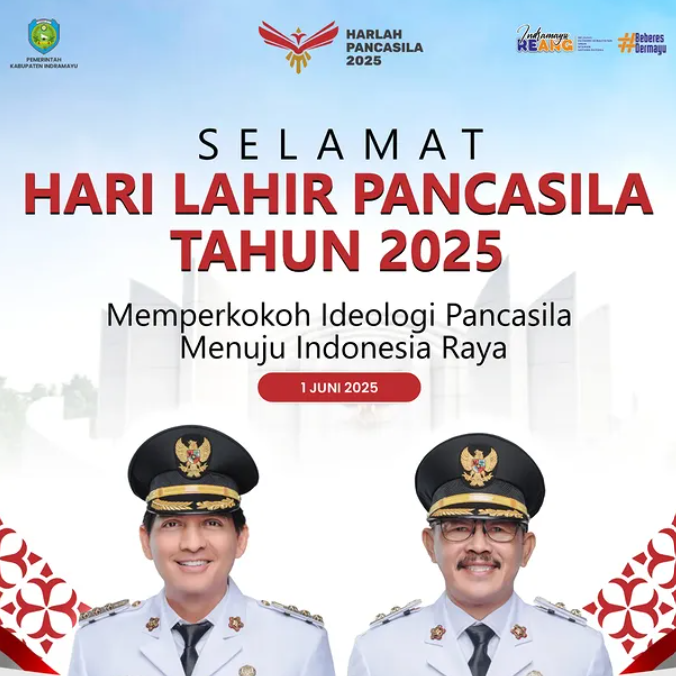 PEMERINTAH
KABUPATEN INDRAMAYU
HARLAH
PANCASILA
2025
Indramayu
REANG
#Beberes
Dermayu
SELAMAT
HARI LAHIR PANCASILA
TAHUN 2025
Memperkokoh Ideologi Pancasila
Menuju Indonesia Raya
1 JUNI 2025